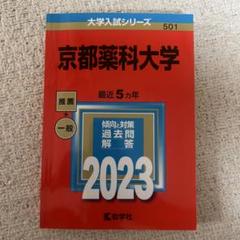 大学入試シリーズ
501
京都薬科大学
最近5カ年
推薦
+
一般
傾向と対策
過去問
解答
2023
教学社